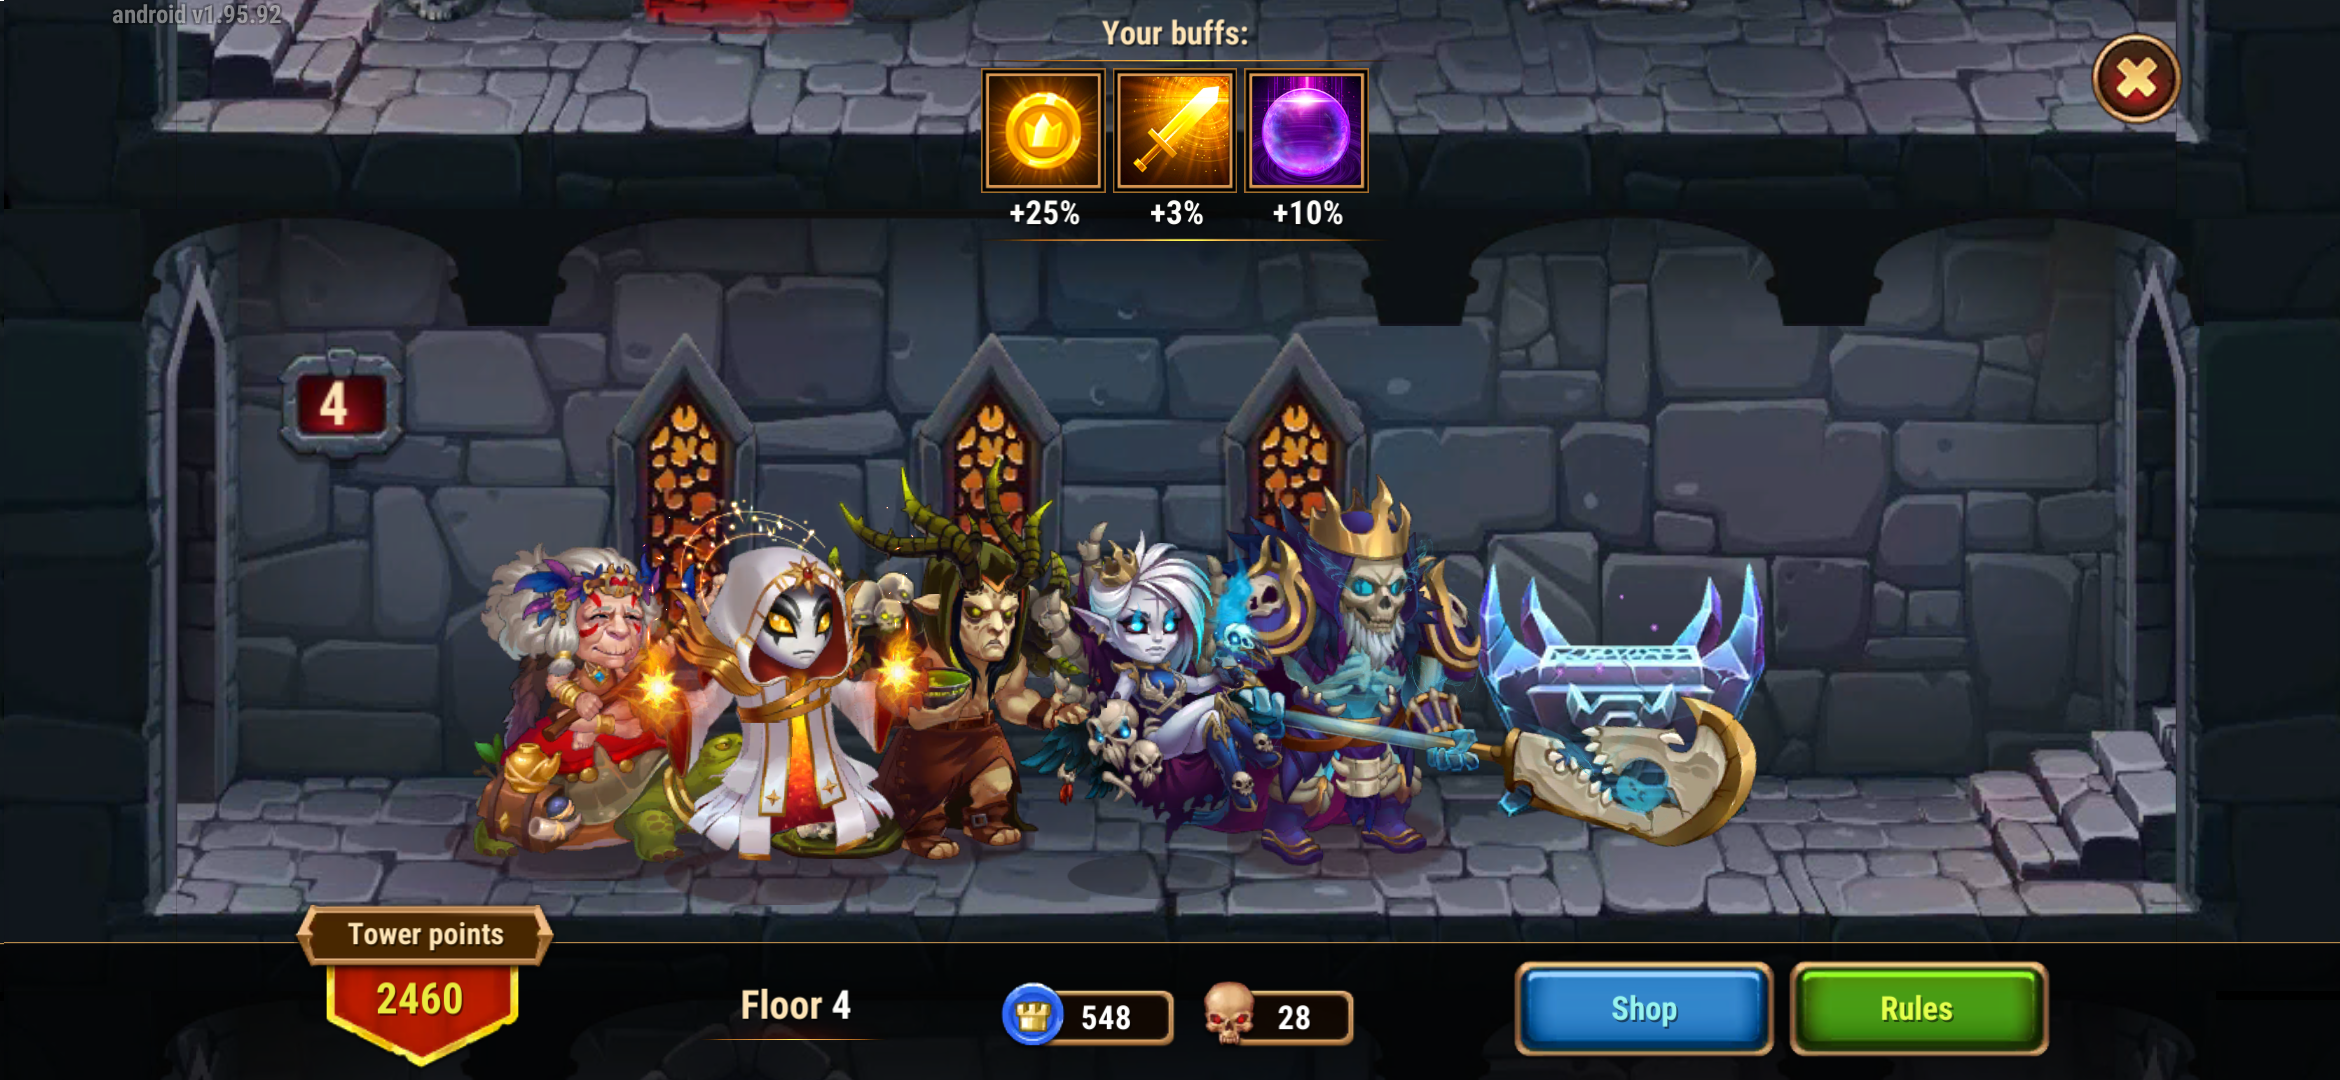 android v1.95.92
Your buffs:
+25%
+3%
+10%
4
Tower points
2460
Floor 4
548
28
Shop
Rules